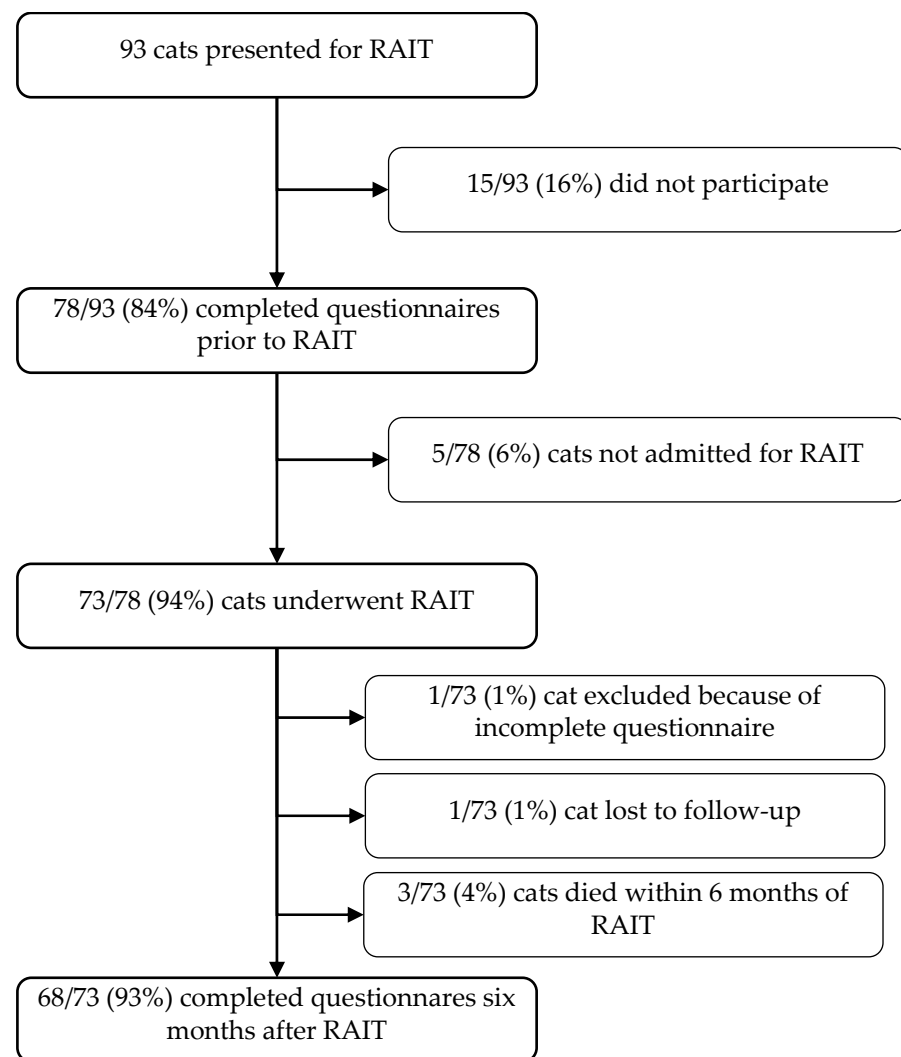 93 cats presented for RAIT
15/93 (16%) did not participate
78/93 (84%) completed questionnaires
prior to RAIT
5/78 (6%) cats not admitted for RAIT
73/78 (94%) cats underwent RAIT
1/73 (1%) cat excluded because of
incomplete questionnaire
1/73 (1%) cat lost to follow-up
3/73 (4%) cats died within 6 months of
RAIT
68/73 (93%) completed questionnares six
months after RAIT